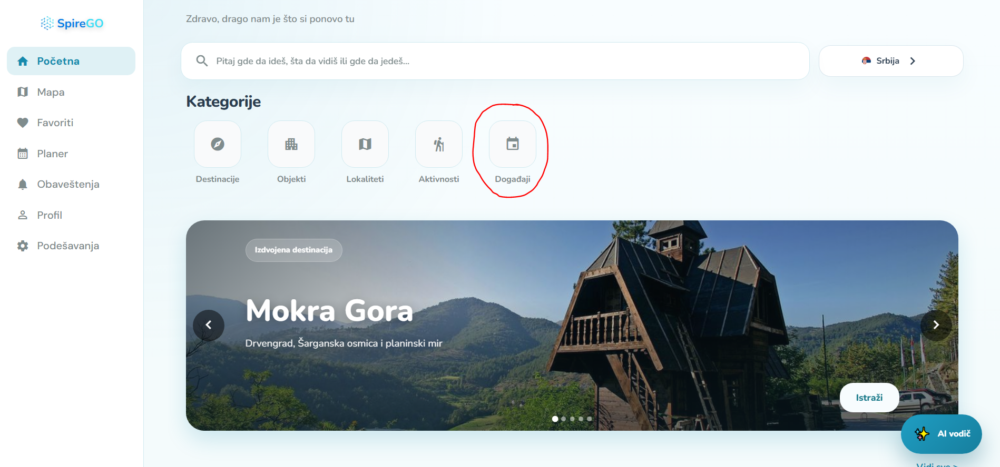 SpireGO
Početna
Mapa
Favoriti
Planer
Obaveštenja
Profil
Podešavanja
Zdravo, drago nam je što si ponovo tu
Pitaj gde da ideš, šta da vidiš ili gde da jedeš...
Srbija
Kategorije
Destinacije
Objekti
Lokaliteti
Aktivnosti
Događaji
Izdvojena destinacija
Mokra Gora
Drvengrad, Šarganska osmica i planinski mir
Istraži
AI vodič
Vidi sve >